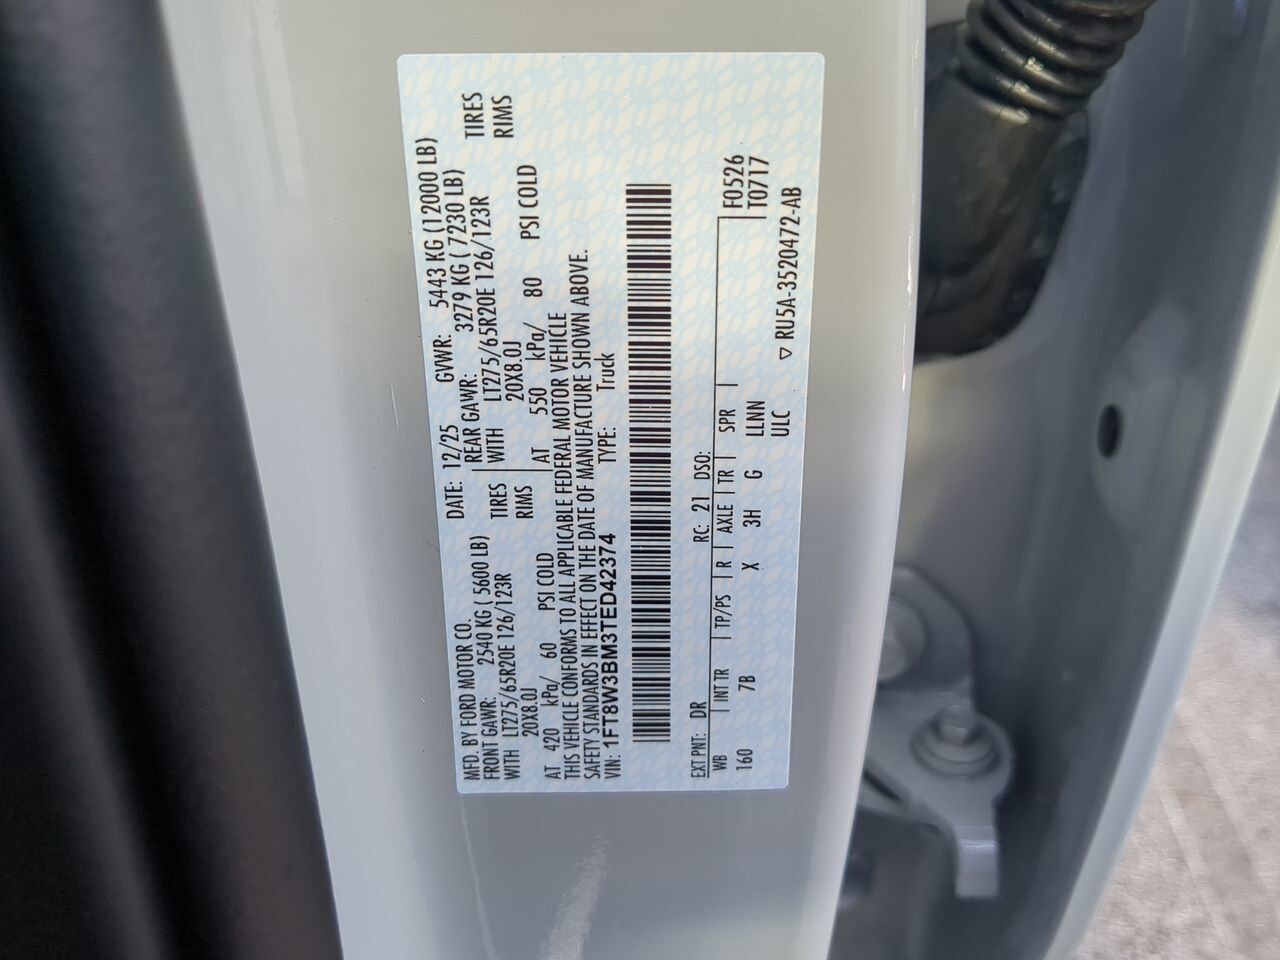 MFD. BY FORD MOTOR CO.
DATE: 12/25 GVWR: 5443 KG (12000 LB)
FRONT GAWR: 2540 KG ( 5600 LB) REAR GAWR: 3279 KG ( 7230 LB)
WITH LT275/65R20E 126/123R TIRES WITH LT275/65R20E 126/123R TIRES
20X8.0J RIMS 20X8.0J RIMS
AT 420 kPa/ 60 PSI COLD AT 550 kPa/ 80 PSI COLD
THIS VEHICLE CONFORMS TO ALL APPLICABLE FEDERAL MOTOR VEHICLE
SAFETY STANDARDS IN EFFECT ON THE DATE OF MANUFACTURE SHOWN ABOVE.
VIN: 1FT8W3BM3TED42374 TYPE: Truck
EXT PNT: DR RC: 21 DSO: F0526
WB INT TR TP/PS R AXLE TR SPR T0717
160 7B X 3H G LLNN
ULC
▽ RU5A-3520472-AB